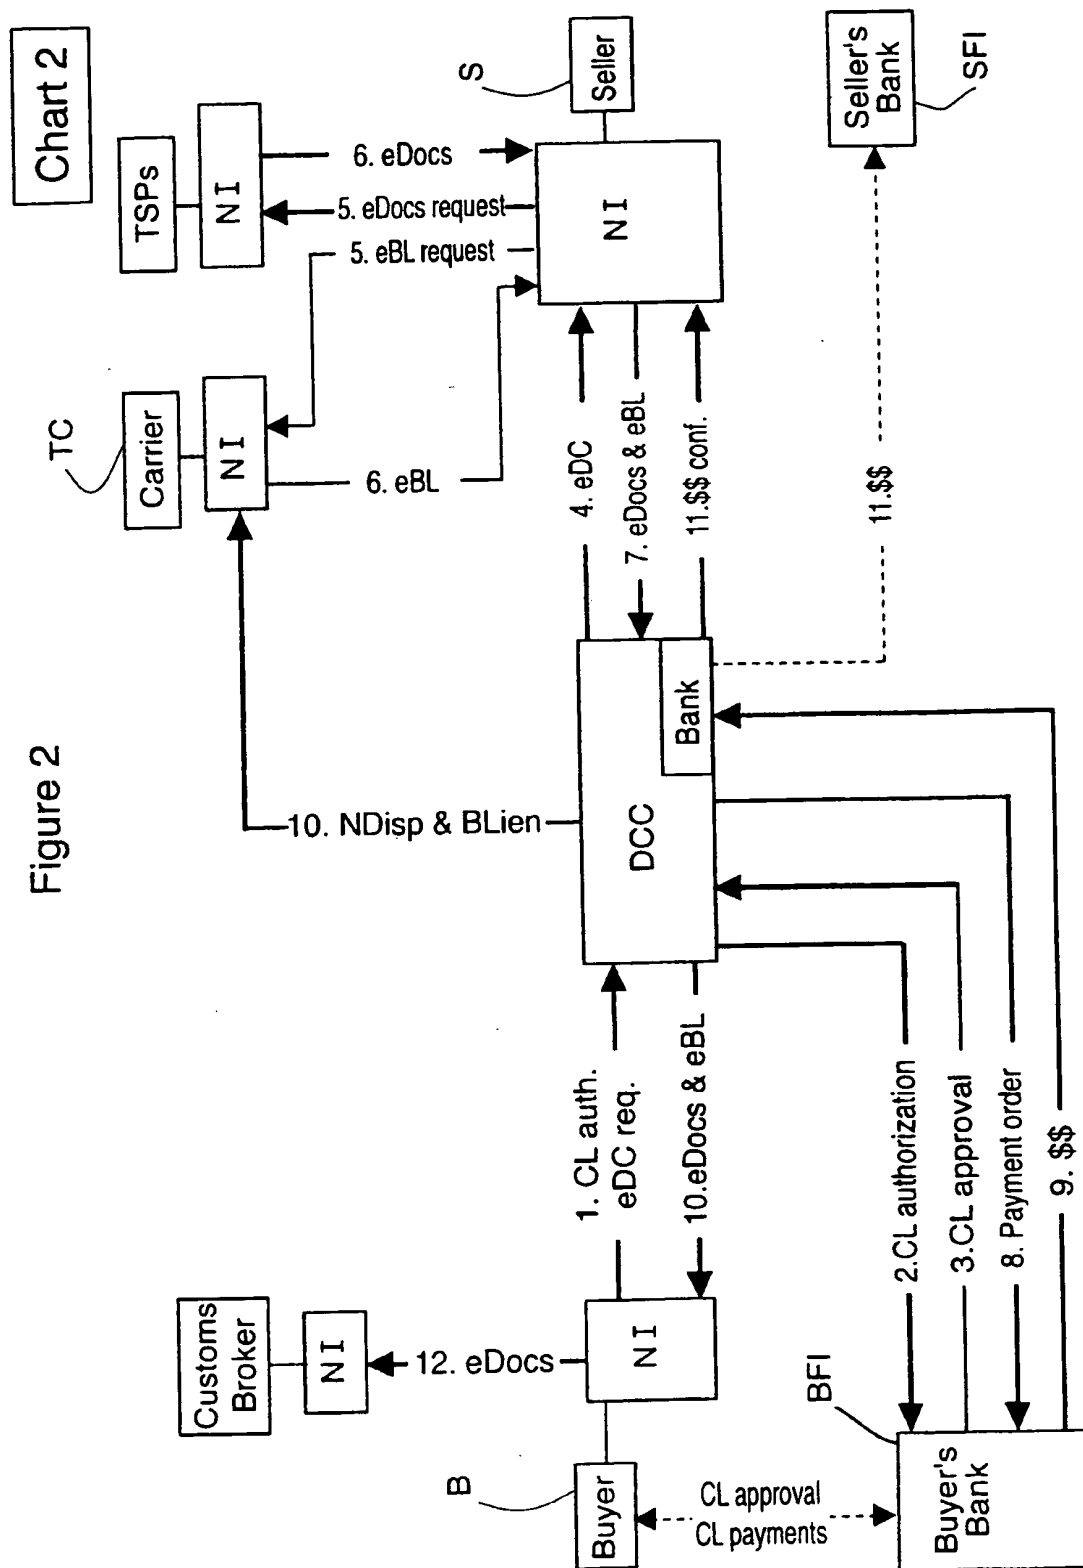 Figure 2
Chart 2
Customs
Broker
NI
12. eDocs
B
Buyer
NI
1. CL auth.
eDC req.
10.eDocs & eBL
CL approval
CL payments
BFI
Buyer's
Bank
2.CL authorization
3.CL approval
8. Payment order
9. $$
DCC
Bank
10. NDisp & BLien
TC
Carrier
NI
6. eBL
TSPs
NI
6. eDocs
5. eDocs request
5. eBL request
4. eDC
7. eDocs & eBL
11.$$ conf.
NI
S
Seller
11.$$
Seller's
Bank
SFI